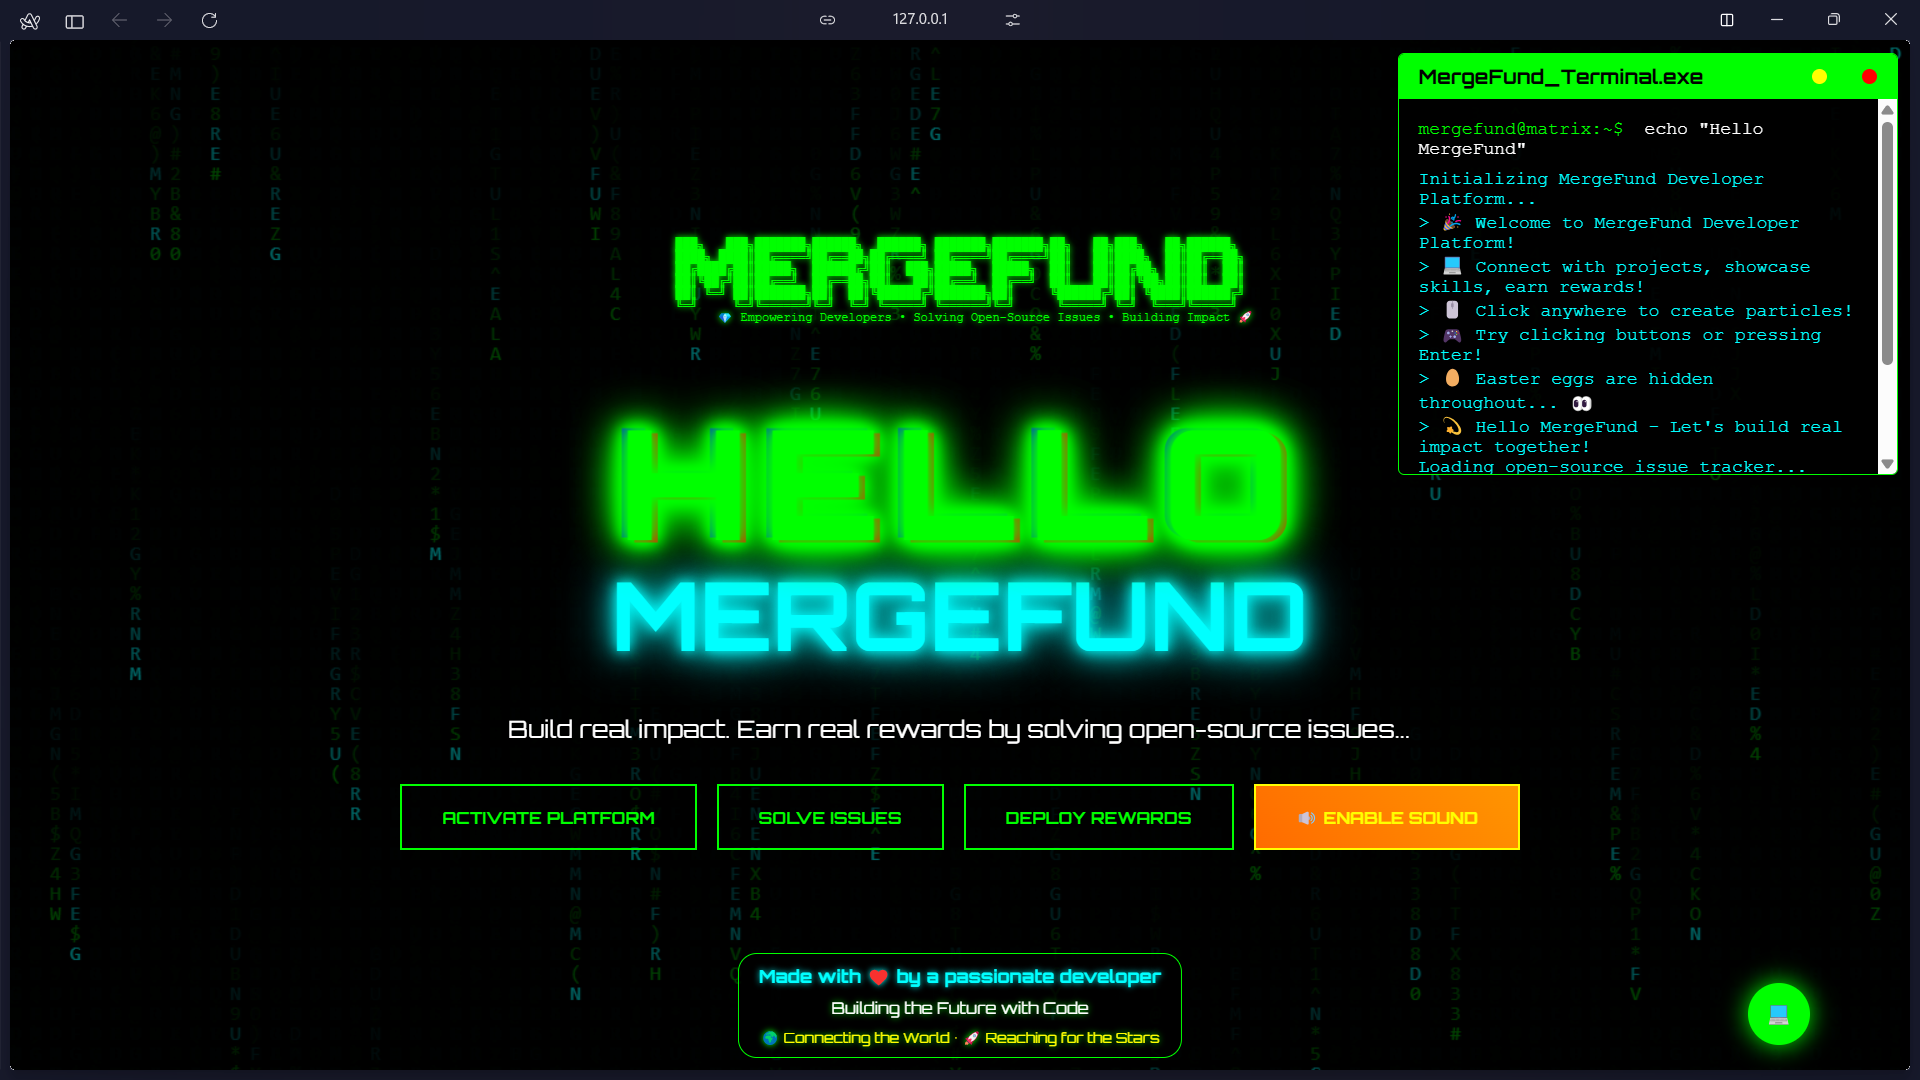 127.0.0.1
MergeFund_Terminal.exe
mergefund@matrix:~$ echo "Hello
MergeFund"
Initializing MergeFund Developer
Platform...
> 🎉 Welcome to MergeFund Developer
Platform!
> 💻 Connect with projects, showcase
skills, earn rewards!
> 🖱️ Click anywhere to create particles!
> 🎮 Try clicking buttons or pressing
Enter!
> 🥚 Easter eggs are hidden
throughout... 👀
> 💫 Hello MergeFund - Let's build real
impact together!
Loading open-source issue tracker...
MERGEFUND
💎 Empowering Developers • Solving Open-Source Issues • Building Impact 🚀
HELLO
MERGEFUND
Build real impact. Earn real rewards by solving open-source issues...
ACTIVATE PLATFORM
SOLVE ISSUES
DEPLOY REWARDS
🔊 ENABLE SOUND
Made with ❤️ by a passionate developer
Building the Future with Code
🌍 Connecting the World · 🚀 Reaching for the Stars